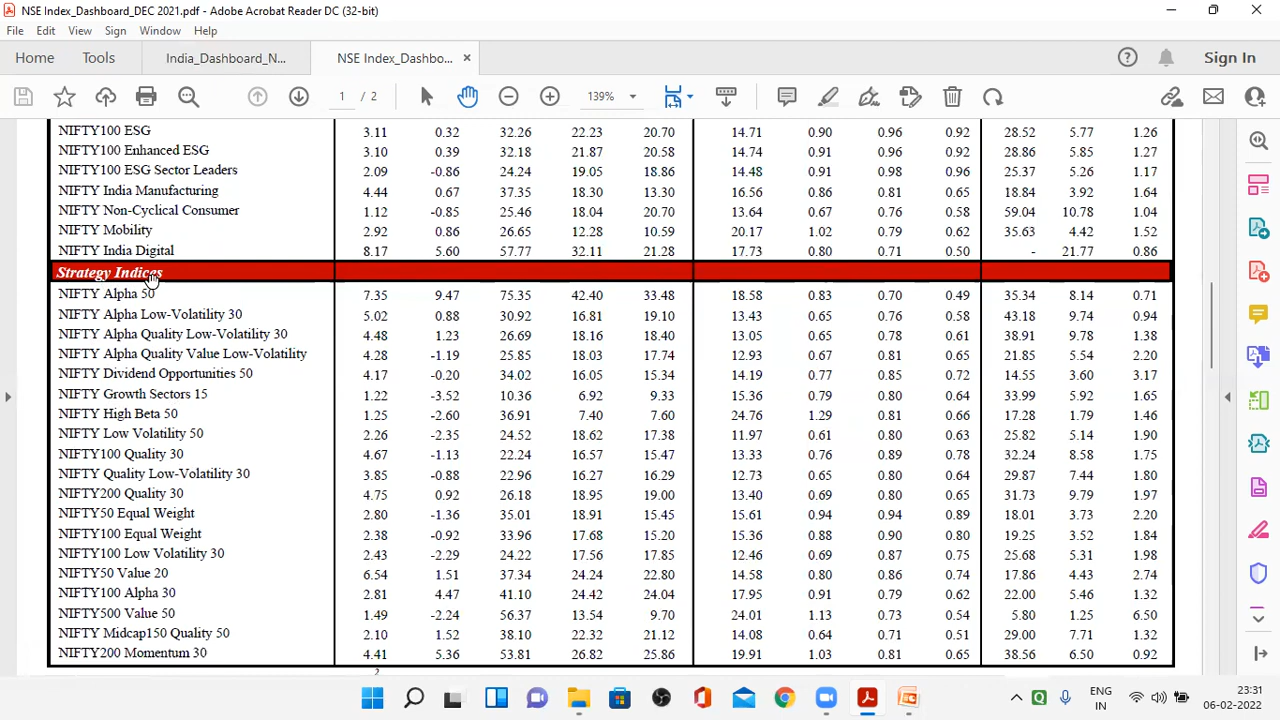 NSE Index_Dashboard_DEC 2021.pdf - Adobe Acrobat Reader DC (32-bit)
File Edit View Sign Window Help
Home Tools India_Dashboard_N... NSE Index_Dashbo... × Sign In
1 / 2 139%
NIFTY100 ESG 3.11 0.32 32.26 22.23 20.70 14.71 0.90 0.96 0.92 28.52 5.77 1.26
NIFTY100 Enhanced ESG 3.10 0.39 32.18 21.87 20.58 14.74 0.91 0.96 0.92 28.86 5.85 1.27
NIFTY100 ESG Sector Leaders 2.09 -0.86 24.24 19.05 18.86 14.48 0.91 0.98 0.96 25.37 5.26 1.17
NIFTY India Manufacturing 4.44 0.67 37.35 18.30 13.30 16.56 0.86 0.81 0.65 18.84 3.92 1.64
NIFTY Non-Cyclical Consumer 1.12 -0.85 25.46 18.04 20.70 13.64 0.67 0.76 0.58 59.04 10.78 1.04
NIFTY Mobility 2.92 0.86 26.65 12.28 10.59 20.17 1.02 0.79 0.62 35.63 4.42 1.52
NIFTY India Digital 8.17 5.60 57.77 32.11 21.28 17.73 0.80 0.71 0.50 - 21.77 0.86
Strategy Indices
NIFTY Alpha 50 7.35 9.47 75.35 42.40 33.48 18.58 0.83 0.70 0.49 35.34 8.14 0.71
NIFTY Alpha Low-Volatility 30 5.02 0.88 30.92 16.81 19.10 13.43 0.65 0.76 0.58 43.18 9.74 0.94
NIFTY Alpha Quality Low-Volatility 30 4.48 1.23 26.69 18.16 18.40 13.05 0.65 0.78 0.61 38.91 9.78 1.38
NIFTY Alpha Quality Value Low-Volatility 4.28 -1.19 25.85 18.03 17.74 12.93 0.67 0.81 0.65 21.85 5.54 2.20
NIFTY Dividend Opportunities 50 4.17 -0.20 34.02 16.05 15.34 14.19 0.77 0.85 0.72 14.55 3.60 3.17
NIFTY Growth Sectors 15 1.22 -3.52 10.36 6.92 9.33 15.36 0.79 0.80 0.64 33.99 5.92 1.65
NIFTY High Beta 50 1.25 -2.60 36.91 7.40 7.60 24.76 1.29 0.81 0.66 17.28 1.79 1.46
NIFTY Low Volatility 50 2.26 -2.35 24.52 18.62 17.38 11.97 0.61 0.80 0.63 25.82 5.14 1.90
NIFTY100 Quality 30 4.67 -1.13 22.24 16.57 15.47 13.33 0.76 0.89 0.78 32.24 8.58 1.75
NIFTY Quality Low-Volatility 30 3.85 -0.88 22.96 16.27 16.29 12.73 0.65 0.80 0.64 29.87 7.44 1.80
NIFTY200 Quality 30 4.75 0.92 26.18 18.95 19.00 13.40 0.69 0.80 0.65 31.73 9.79 1.97
NIFTY50 Equal Weight 2.80 -1.36 35.01 18.91 15.45 15.61 0.94 0.94 0.89 18.01 3.73 2.20
NIFTY100 Equal Weight 2.38 -0.92 33.96 17.68 15.20 15.36 0.88 0.90 0.80 19.25 3.52 1.84
NIFTY100 Low Volatility 30 2.43 -2.29 24.22 17.56 17.85 12.46 0.69 0.87 0.75 25.68 5.31 1.98
NIFTY50 Value 20 6.54 1.51 37.34 24.24 22.80 14.58 0.80 0.86 0.74 17.86 4.43 2.74
NIFTY100 Alpha 30 2.81 4.47 41.10 24.42 24.04 17.95 0.91 0.79 0.62 22.00 5.46 1.32
NIFTY500 Value 50 1.49 -2.24 56.37 13.54 9.70 24.01 1.13 0.73 0.54 5.80 1.25 6.50
NIFTY Midcap150 Quality 50 2.10 1.52 38.10 22.32 21.12 14.08 0.64 0.71 0.51 29.00 7.71 1.32
NIFTY200 Momentum 30 4.41 5.36 53.81 26.82 25.86 19.91 1.03 0.81 0.65 38.56 6.50 0.92
2
ENG 23:31
IN 06-02-2022